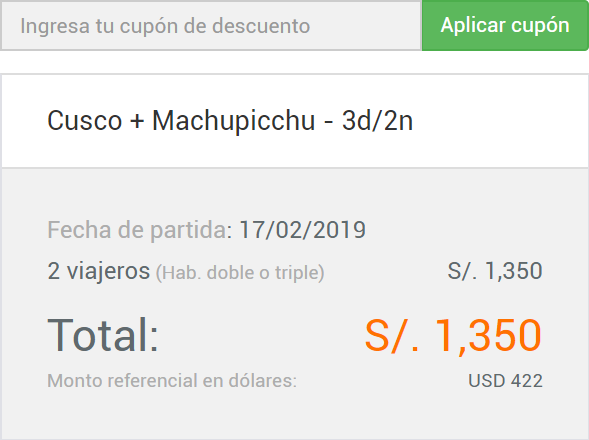 Ingresa tu cupón de descuento Aplicar cupón
Cusco + Machupicchu - 3d/2n
Fecha de partida: 17/02/2019
2 viajeros (Hab. doble o triple) S/. 1,350
Total: S/. 1,350
Monto referencial en dólares: USD 422